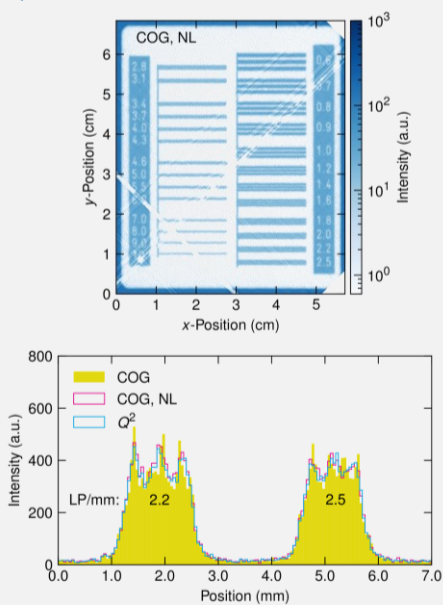 COG, NL
2.8
3.1
3.4
3.7
4.0
4.3
4.6
5.0
7.0
8.0
0.6
0.7
0.8
0.9
1.0
1.2
1.4
1.6
1.8
2.0
2.2
2.5
0 1 2 3 4 5 6
y-Position (cm)
0 1 2 3 4 5
x-Position (cm)
10³
10²
10¹
10⁰
Intensity (a.u.)
800
600
400
200
0
Intensity (a.u.)
COG
COG, NL
Q²
LP/mm: 2.2 2.5
0.0 1.0 2.0 3.0 4.0 5.0 6.0 7.0
Position (mm)